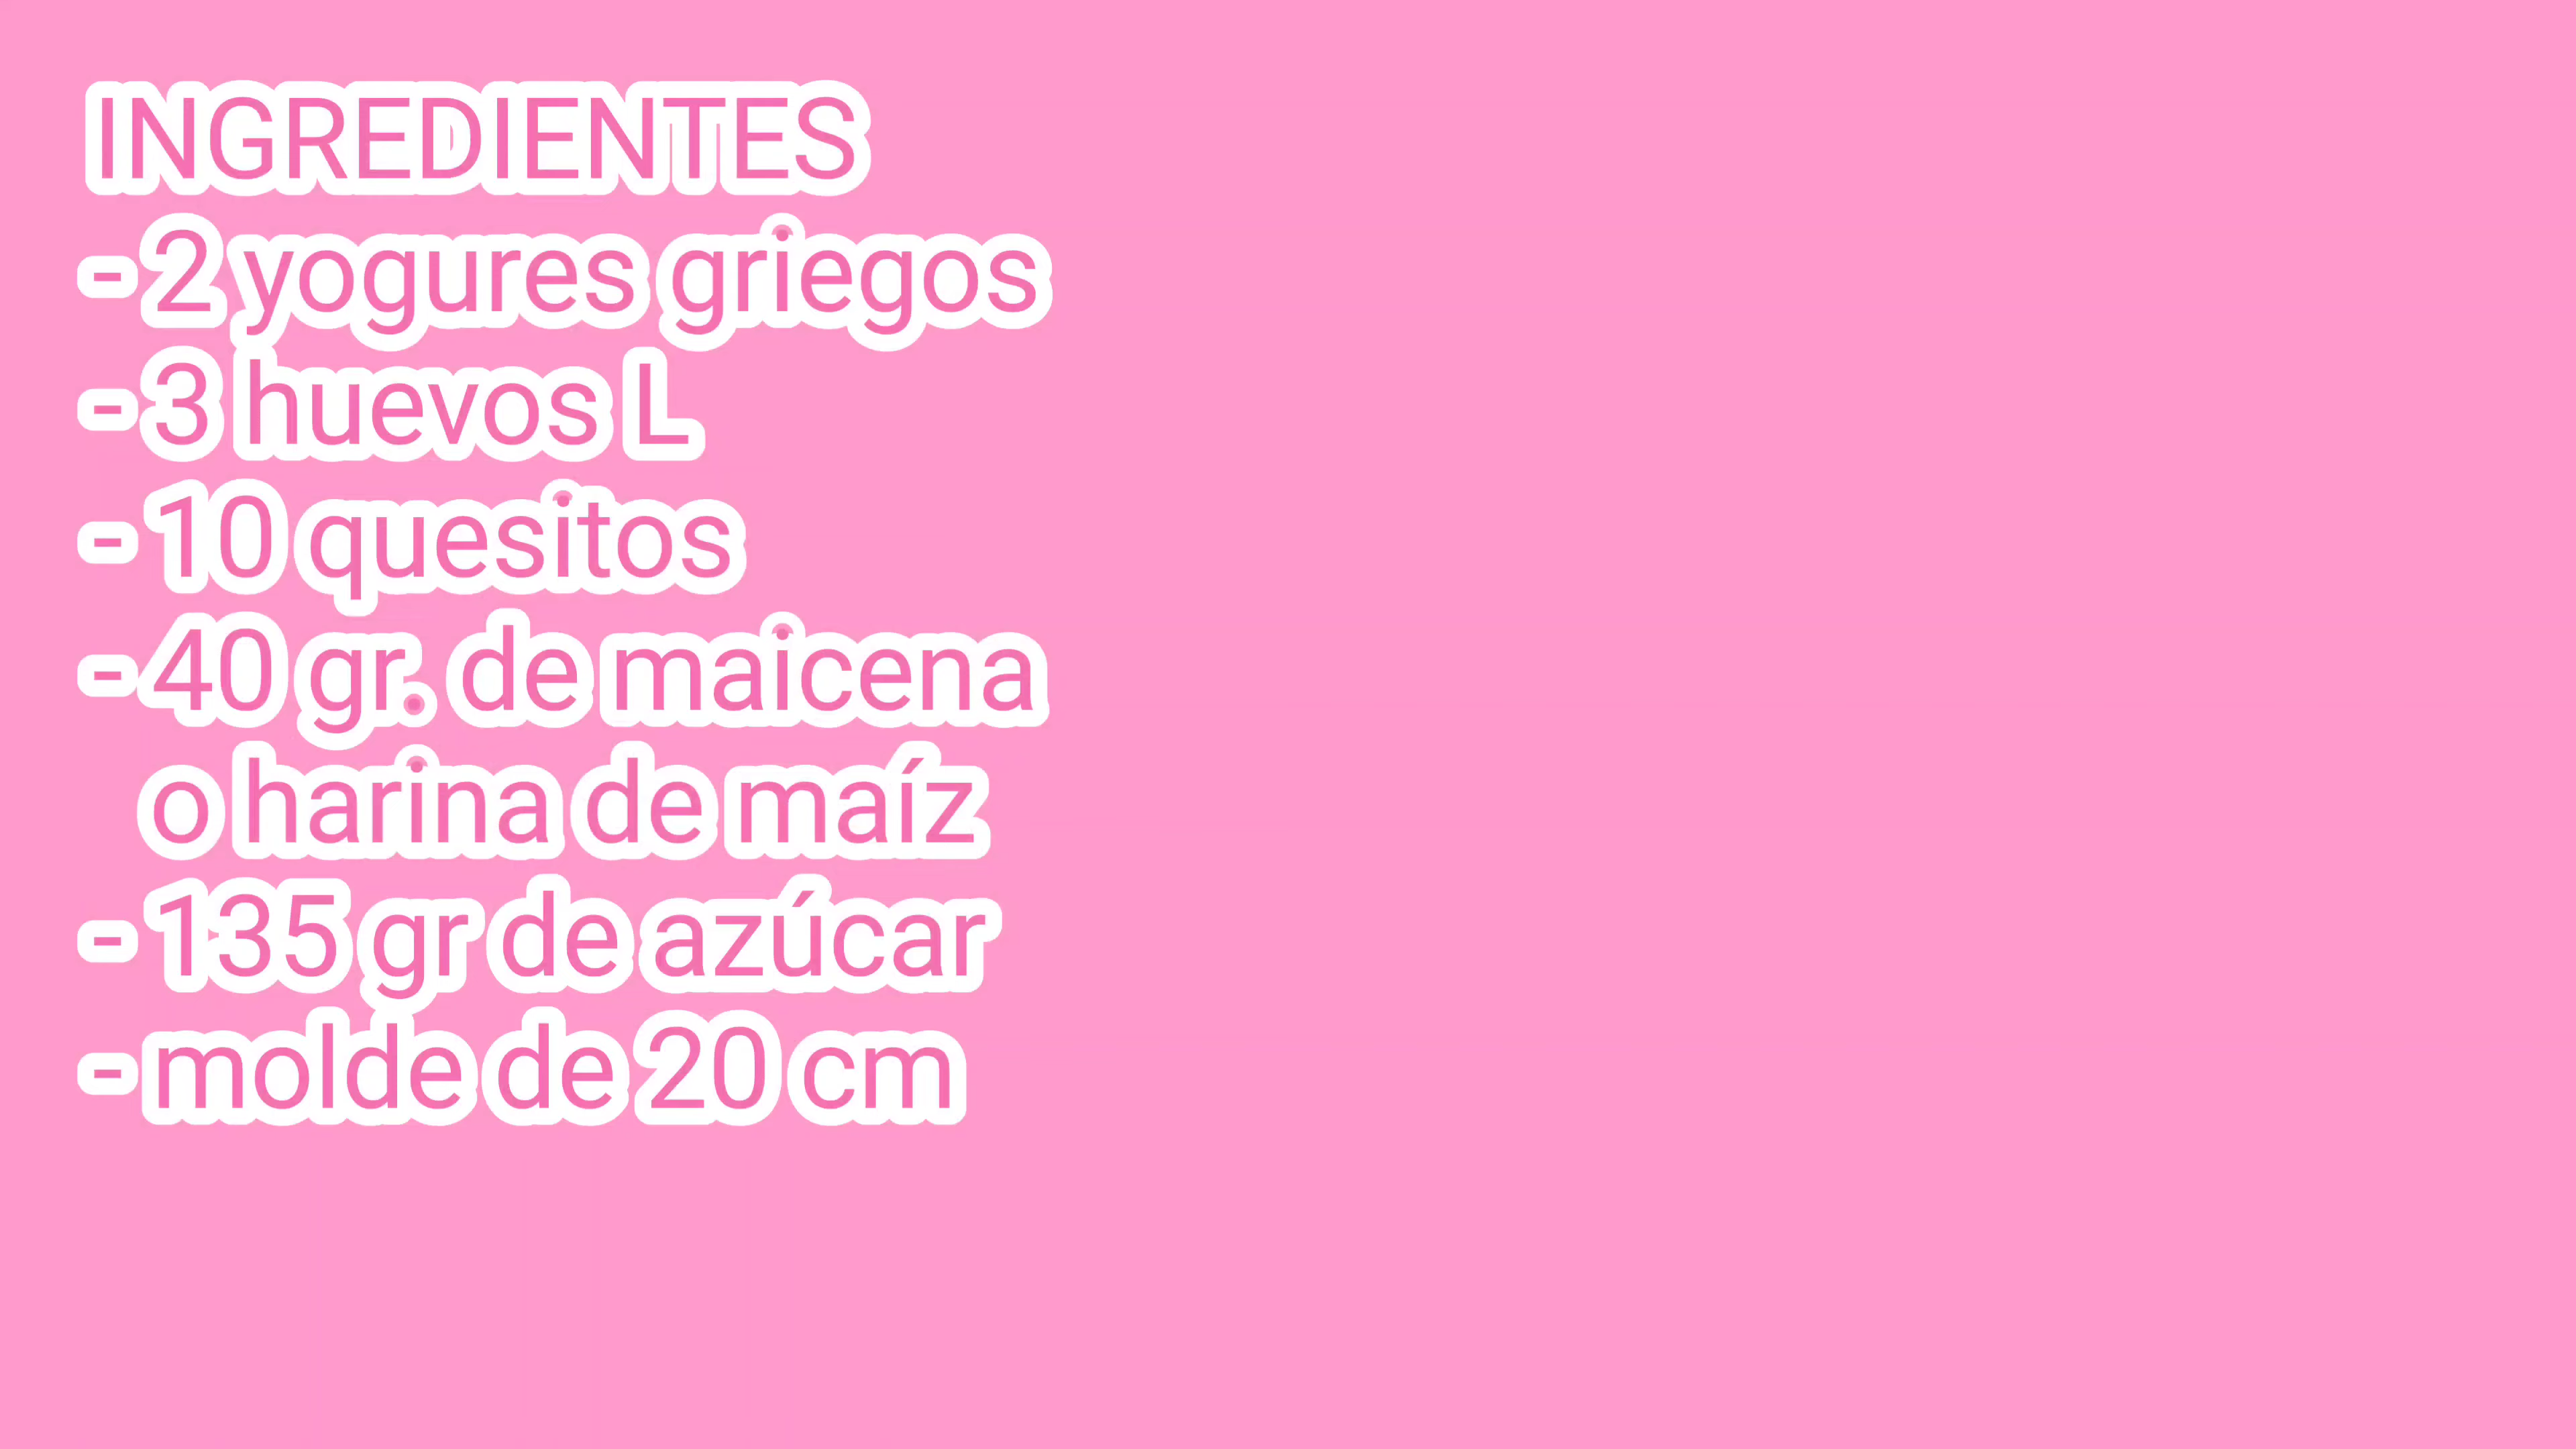 INGREDIENTES
- 2 yogures griegos
- 3 huevos L
- 10 quesitos
- 40 gr. de maicena
o harina de maíz
- 135 gr de azúcar
- molde de 20 cm